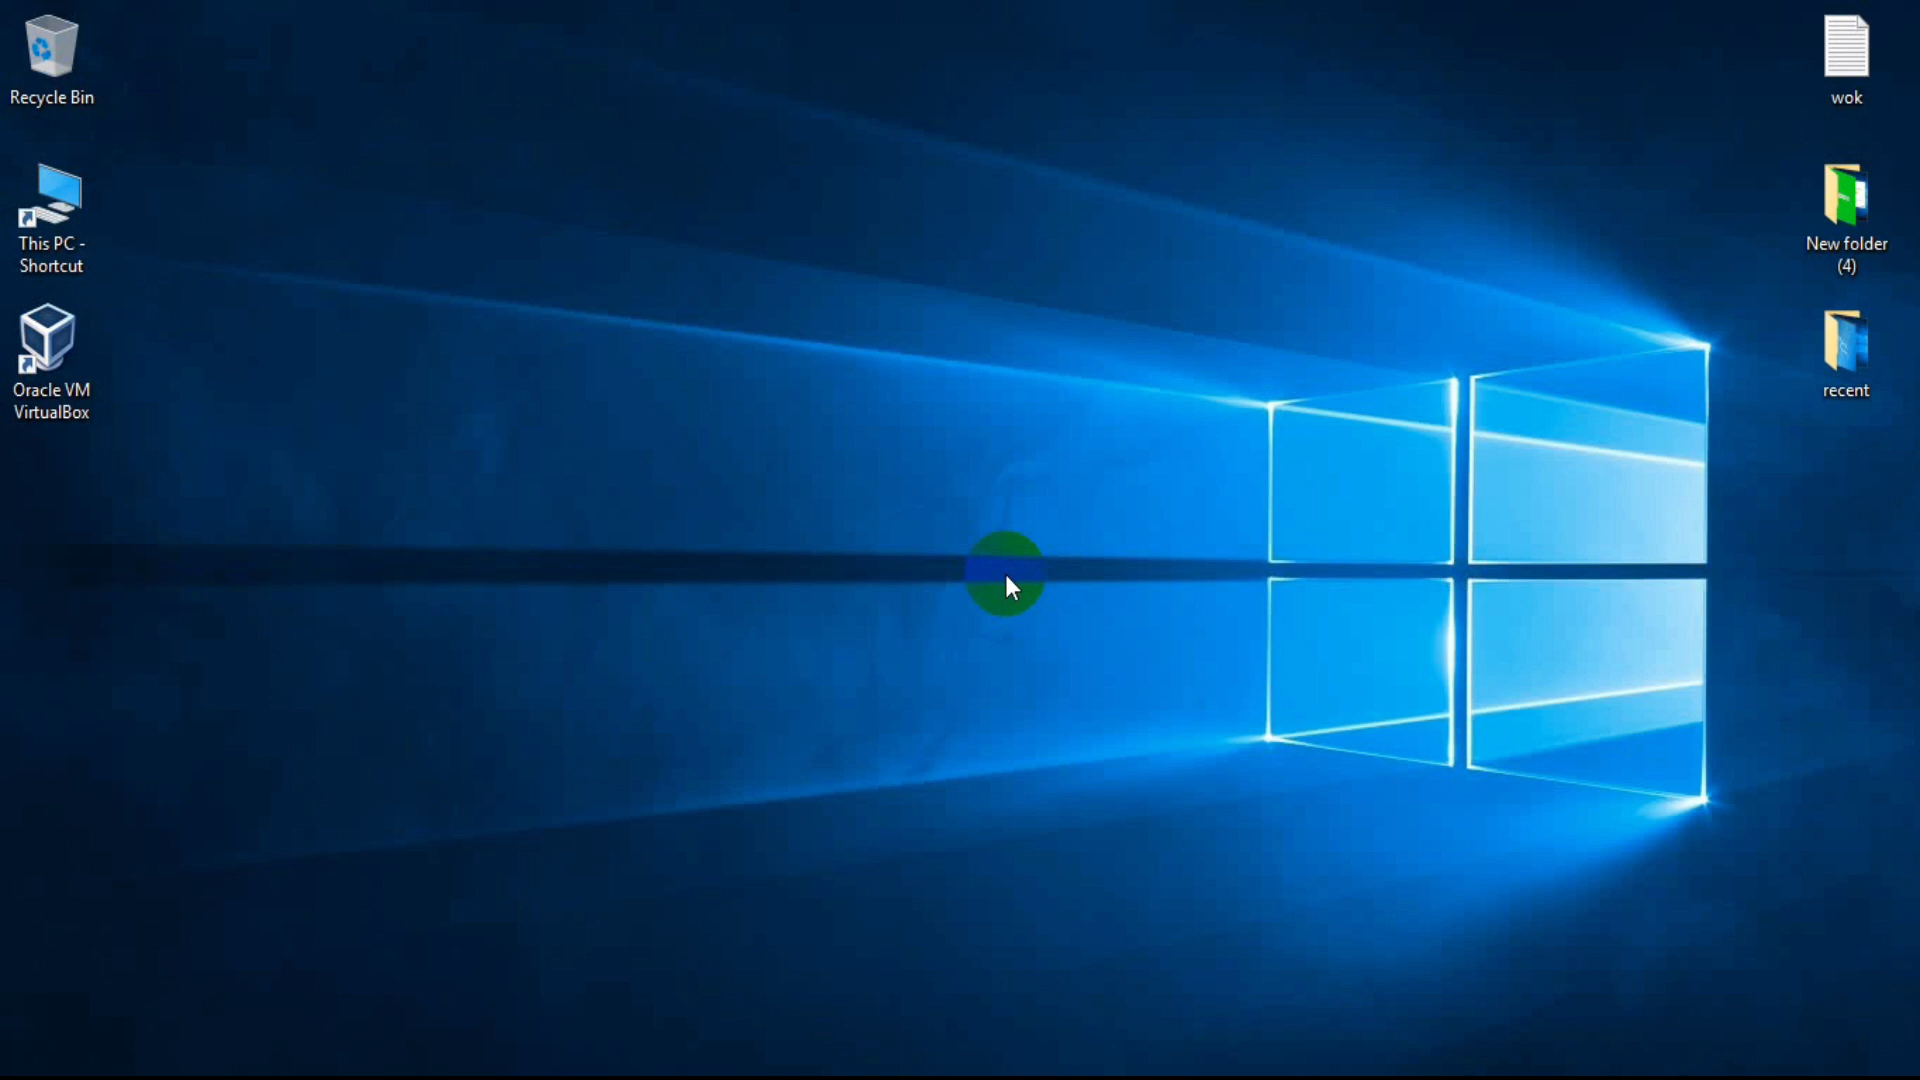 Recycle Bin
This PC -
Shortcut
Oracle VM
VirtualBox
wok
New folder
(4)
recent